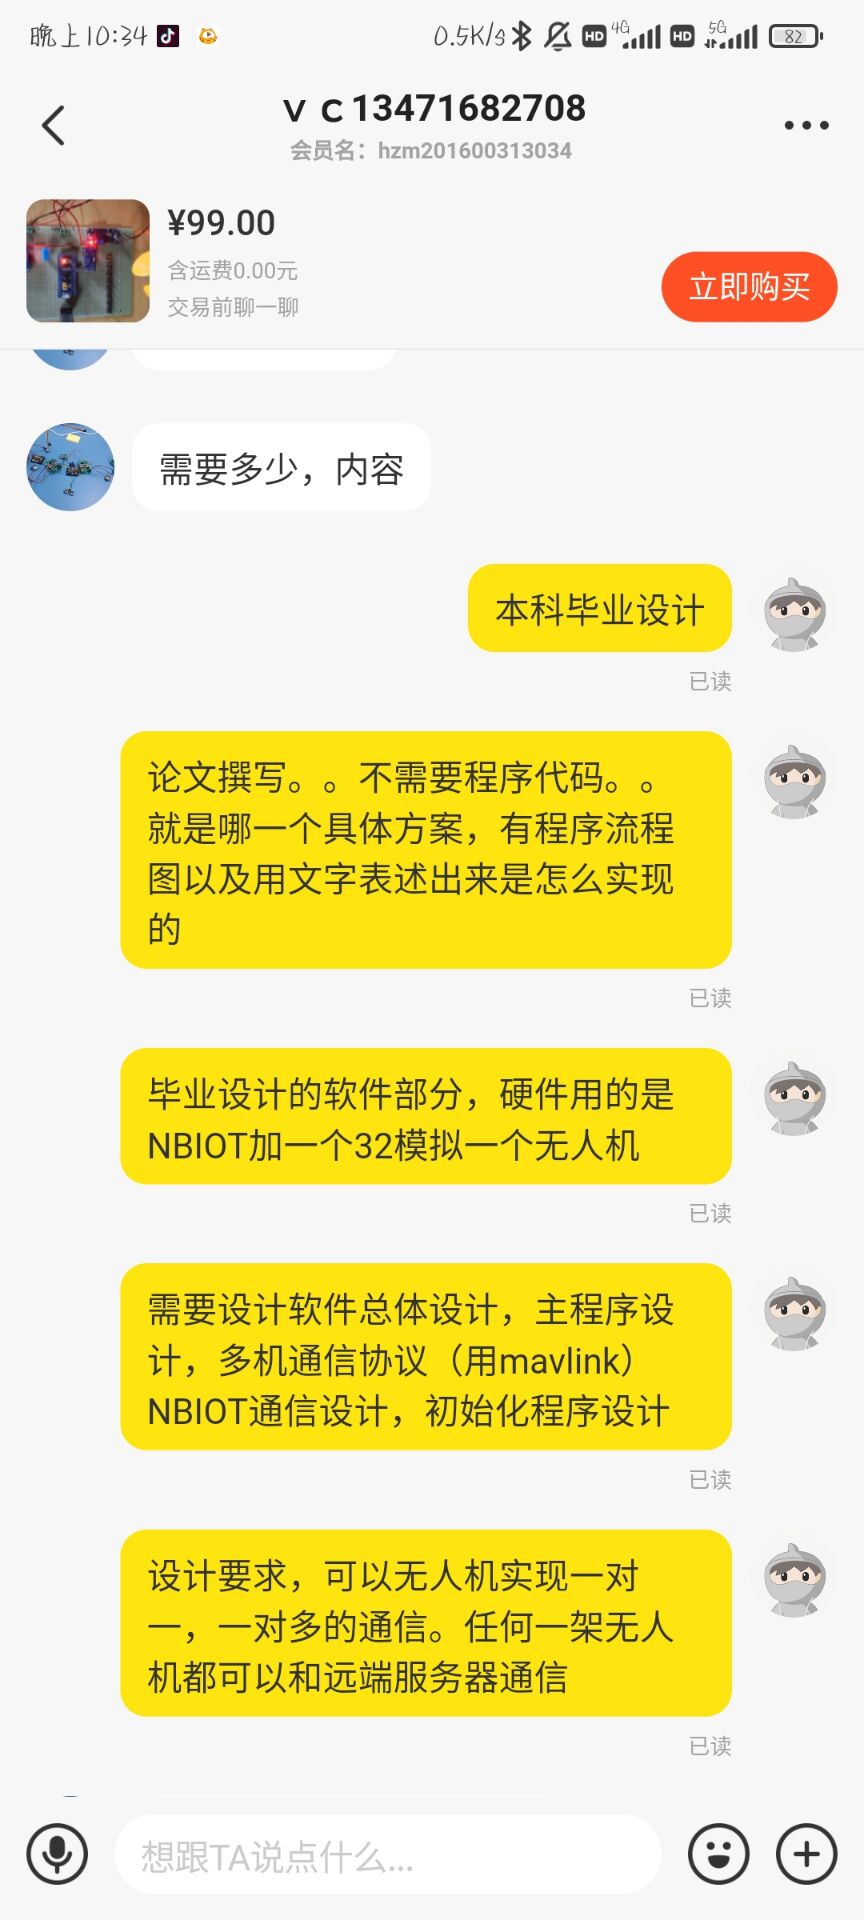 晚上10:34
0.5K/s
HD
4G
HD
5G
82
V C 13471682708
会员名：hzm201600313034
¥99.00
含运费0.00元
交易前聊一聊
立即购买
需要多少，内容
本科毕业设计
已读
论文撰写。。不需要程序代码。。
就是哪一个具体方案，有程序流程
图以及用文字表述出来是怎么实现
的
已读
毕业设计的软件部分，硬件用的是
NBIOT加一个32模拟一个无人机
已读
需要设计软件总体设计，主程序设
计，多机通信协议（用mavlink）
NBIOT通信设计，初始化程序设计
已读
设计要求，可以无人机实现一对
一，一对多的通信。任何一架无人
机都可以和远端服务器通信
已读
想跟TA说点什么...